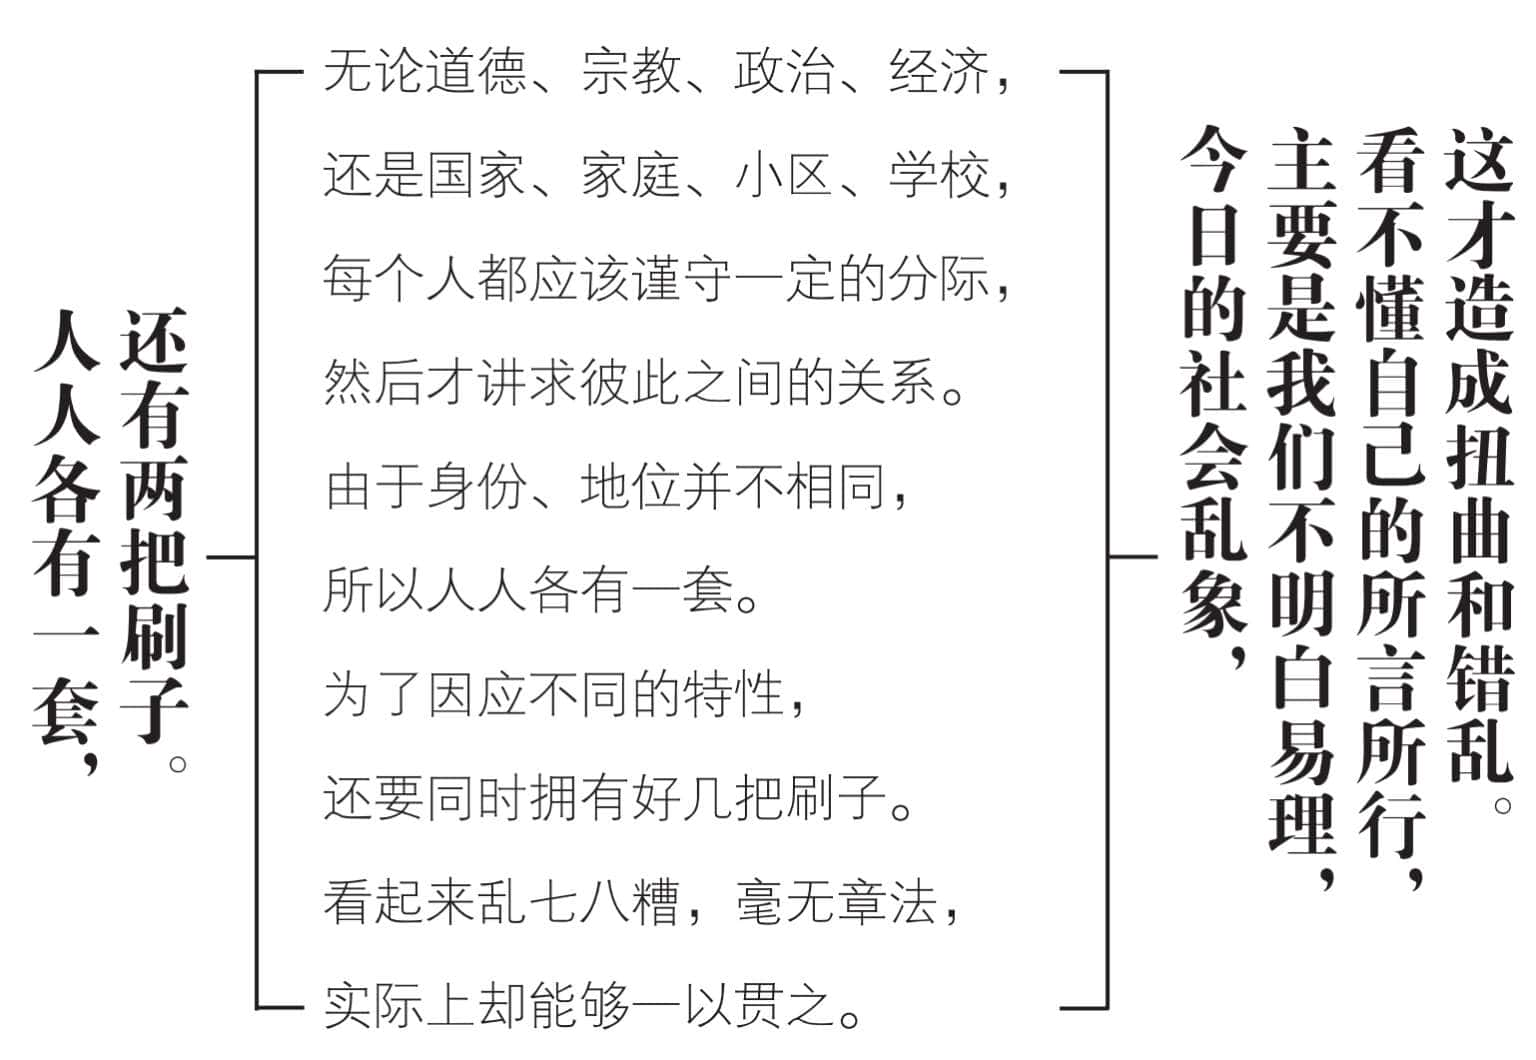 人人各有一套，
还有两把刷子。
无论道德、宗教、政治、经济，
还是国家、家庭、小区、学校，
每个人都应该谨守一定的分际，
然后才讲求彼此之间的关系。
由于身份、地位并不相同，
所以人人各有一套。
为了因应不同的特性，
还要同时拥有好几把刷子。
看起来乱七八糟，毫无章法，
实际上却能够一以贯之。
今日的社会乱象，
主要是我们不明白易理，
看不懂自己的所言所行，
这才造成扭曲和错乱。